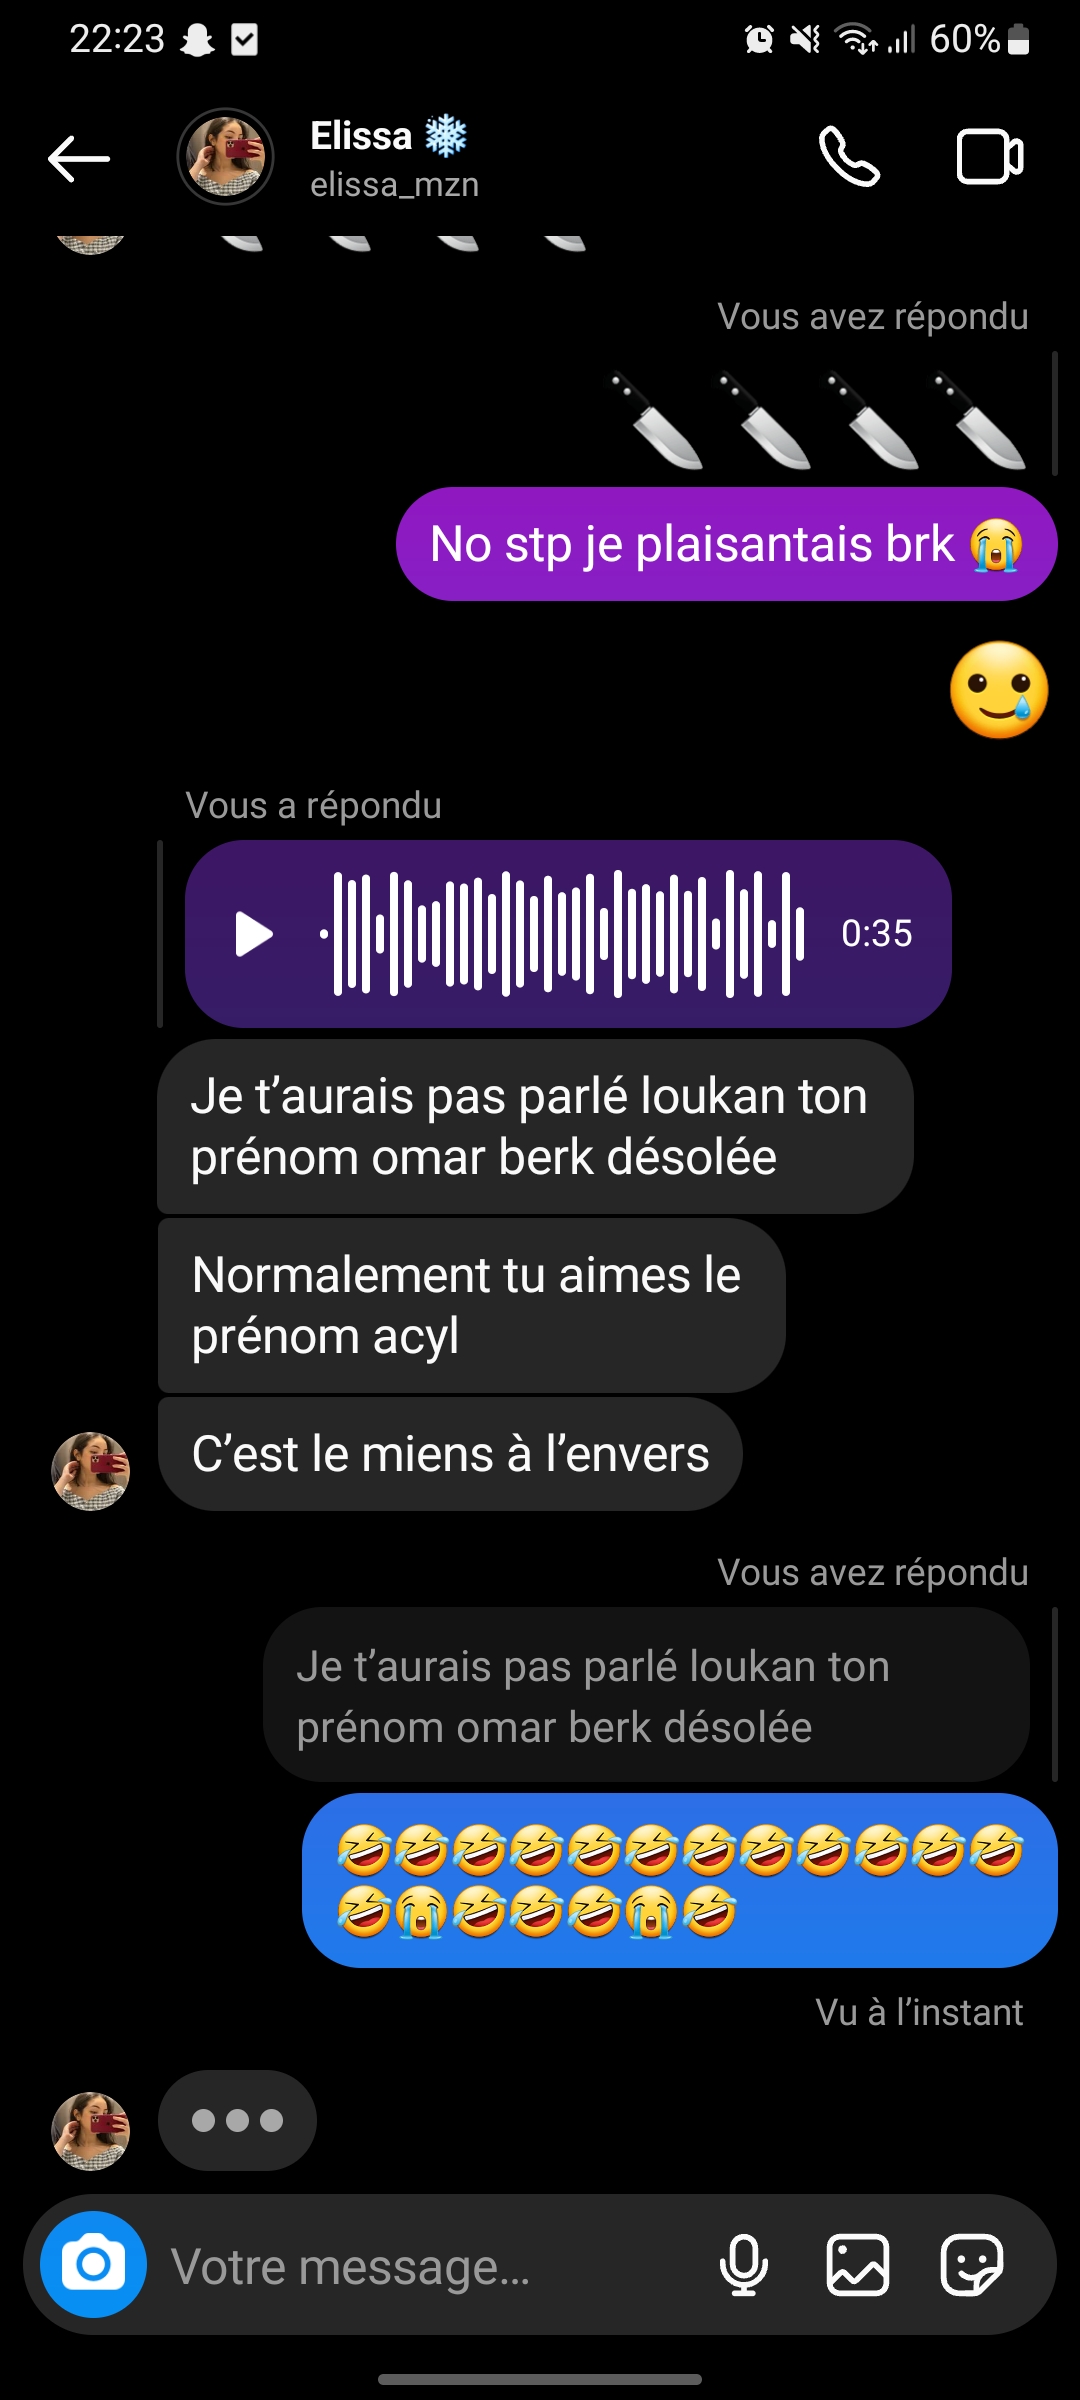 22:23
60%
Elissa ❄️
elissa_mzn
Vous avez répondu
🔪🔪🔪🔪
No stp je plaisantais brk 😭
🥲
Vous a répondu
0:35
Je t’aurais pas parlé loukan ton
prénom omar berk désolée
Normalement tu aimes le
prénom acyl
C’est le miens à l’envers
Vous avez répondu
Je t’aurais pas parlé loukan ton
prénom omar berk désolée
🤣🤣🤣🤣🤣🤣🤣🤣🤣🤣🤣🤣
🤣😭🤣🤣🤣😭🤣
Vu à l’instant
Votre message...